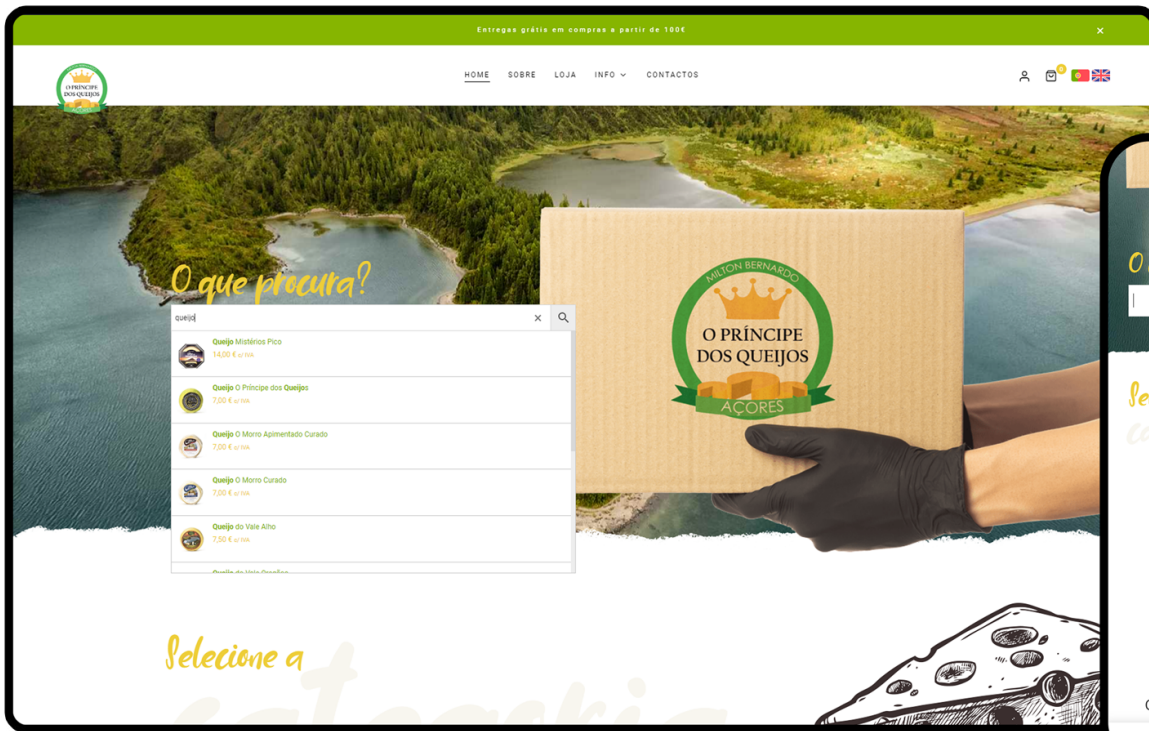 Entregas grátis em compras a partir de 100€
HOME SOBRE LOJA INFO CONTACTOS
0
O PRÍNCIPE
DOS QUEIJOS
AÇORES
O que procura?
queijo
Queijo Mistérios Pico
14,00 € s/ IVA
Queijo O Príncipe dos Queijos
7,00 € s/ IVA
Queijo O Morro Apimentado Curado
7,00 € s/ IVA
Queijo O Morro Curado
7,00 € s/ IVA
Queijo do Vale Alho
7,50 € s/ IVA
MILTON BERNARDO
O PRÍNCIPE
DOS QUEIJOS
AÇORES
Selecione a
categoria
O
Se